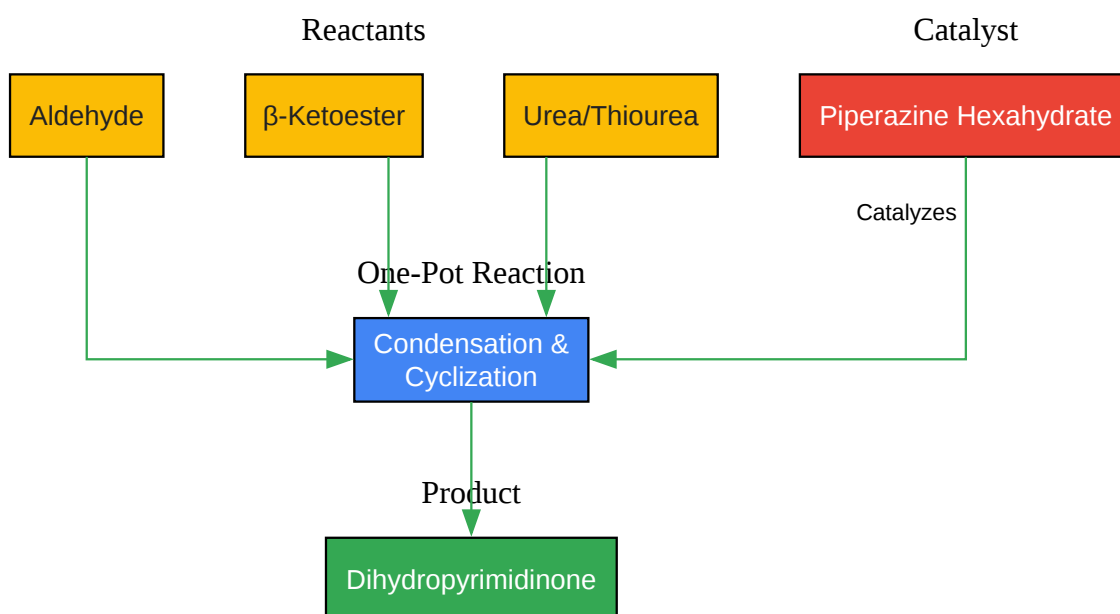 Reactants
Catalyst
Aldehyde
β-Ketoester
Urea/Thiourea
Piperazine Hexahydrate
Catalyzes
One-Pot Reaction
Condensation &
Cyclization
Product
Dihydropyrimidinone